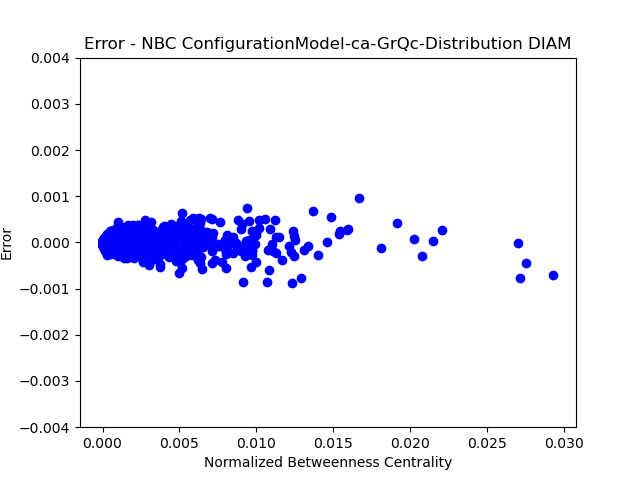 Error - NBC ConfigurationModel-ca-GrQc-Distribution DIAM
0.004
0.003
0.002
0.001
0.000
−0.001
−0.002
−0.003
−0.004
Error
0.000 0.005 0.010 0.015 0.020 0.025 0.030
Normalized Betweenness Centrality